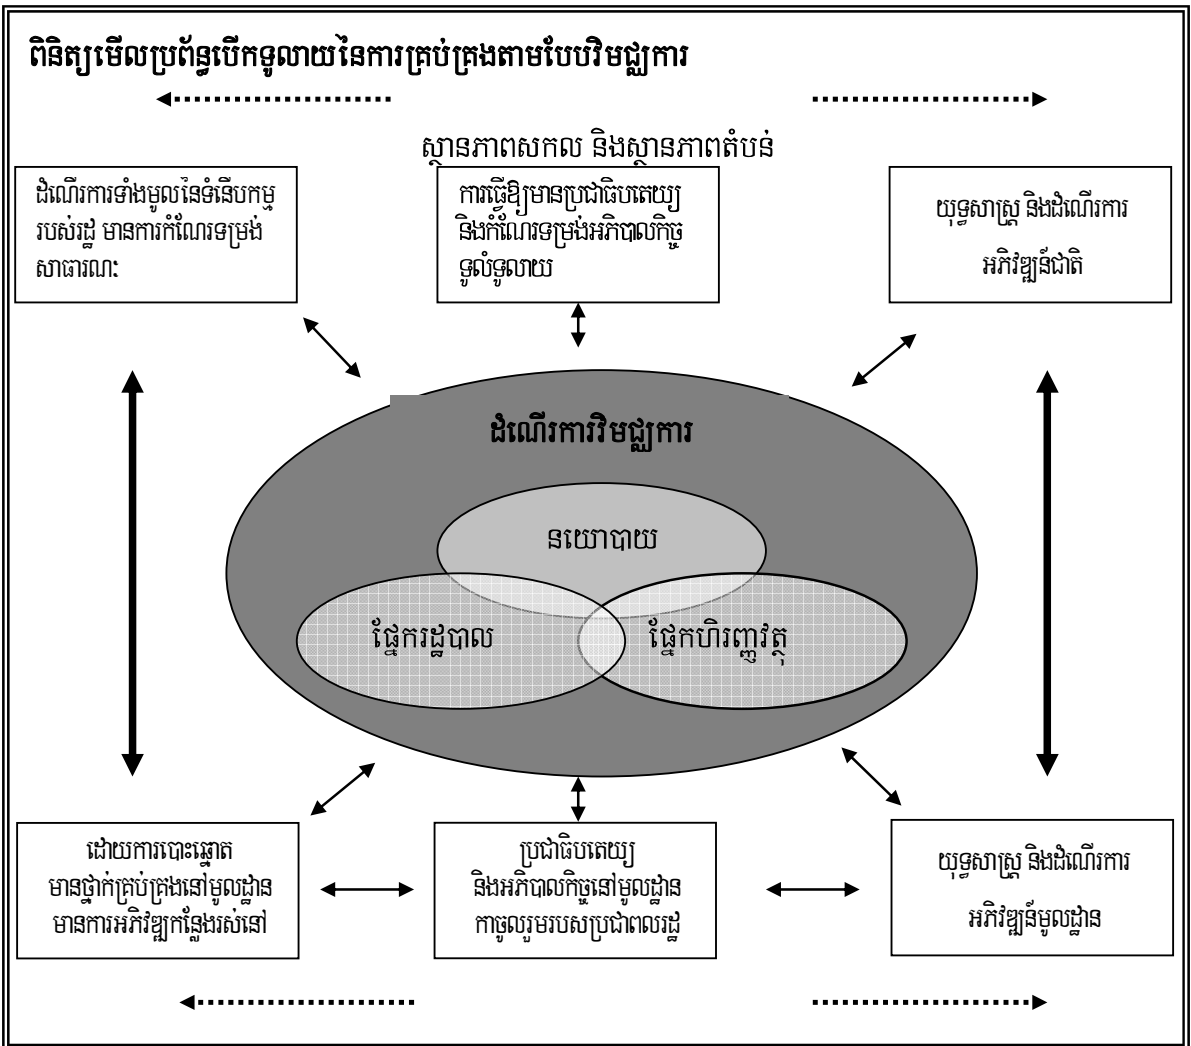 ពិនិត្យមើលប្រព័ន្ធបើកទូលាយនៃការគ្រប់គ្រងតាមបែបវិមជ្ឈការ
ស្ថានភាពសកល និងស្ថានភាពតំបន់
ដំណើរការទាំងមូលនៃទំនើបកម្ម
របស់រដ្ឋ មានការកំណែរទម្រង់
សាធារណៈ
ការធ្វើឱ្យមានប្រជាធិបតេយ្យ
និងកំណែរទម្រង់អភិបាលកិច្ច
ទូលំទូលាយ
យុទ្ធសាស្ត្រ និងដំណើរការ
អភិវឌ្ឍន៍ជាតិ
ដំណើរការវិមជ្ឈការ
នយោបាយ
ផ្នែករដ្ឋបាល
ផ្នែកហិរញ្ញវត្ថុ
ដោយការបោះឆ្នោត
មានថ្នាក់គ្រប់គ្រងនៅមូលដ្ឋាន
មានការអភិវឌ្ឍកន្លែងរស់នៅ
ប្រជាធិបតេយ្យ
និងអភិបាលកិច្ចនៅមូលដ្ឋាន
កាចូលរួមរបសប្រជាពលរដ្ឋ
យុទ្ធសាស្ត្រ និងដំណើរការ
អភិវឌ្ឍន៍មូលដ្ឋាន